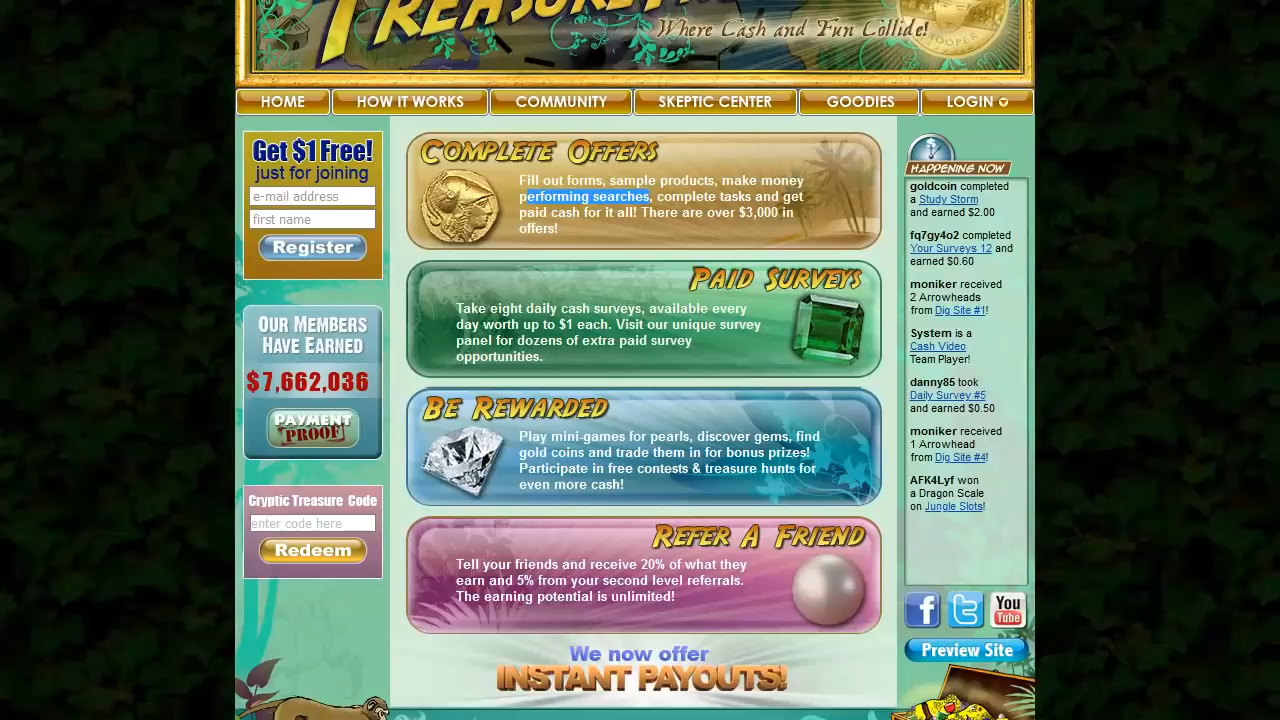 Where Cash and Fun Collide!
HOME
HOW IT WORKS
COMMUNITY
SKEPTIC CENTER
GOODIES
LOGIN
Get $1 Free!
just for joining
e-mail address
first name
Register
OUR MEMBERS
HAVE EARNED
$7,662,036
PAYMENT
PROOF
Cryptic Treasure Code
enter code here
Redeem
COMPLETE OFFERS
Fill out forms, sample products, make money
performing searches, complete tasks and get
paid cash for it all! There are over $3,000 in
offers!
PAID SURVEYS
Take eight daily cash surveys, available every
day worth up to $1 each. Visit our unique survey
panel for dozens of extra paid survey
opportunities.
BE REWARDED
Play mini-games for pearls, discover gems, find
gold coins and trade them in for bonus prizes!
Participate in free contests & treasure hunts for
even more cash!
REFER A FRIEND
Tell your friends and receive 20% of what they
earn and 5% from your second level referrals.
The earning potential is unlimited!
We now offer
INSTANT PAYOUTS!
HAPPENING NOW
goldcoin completed
a Study Storm
and earned $2.00
fq7gy4o2 completed
Your Surveys 12 and
earned $0.60
moniker received
2 Arrowheads
from Dig Site #1!
System is a
Cash Video
Team Player!
danny85 took
Daily Survey #5
and earned $0.50
moniker received
1 Arrowhead
from Dig Site #4!
AFK4Lyf won
a Dragon Scale
on Jungle Slots!
f
t
You
Tube
Preview Site